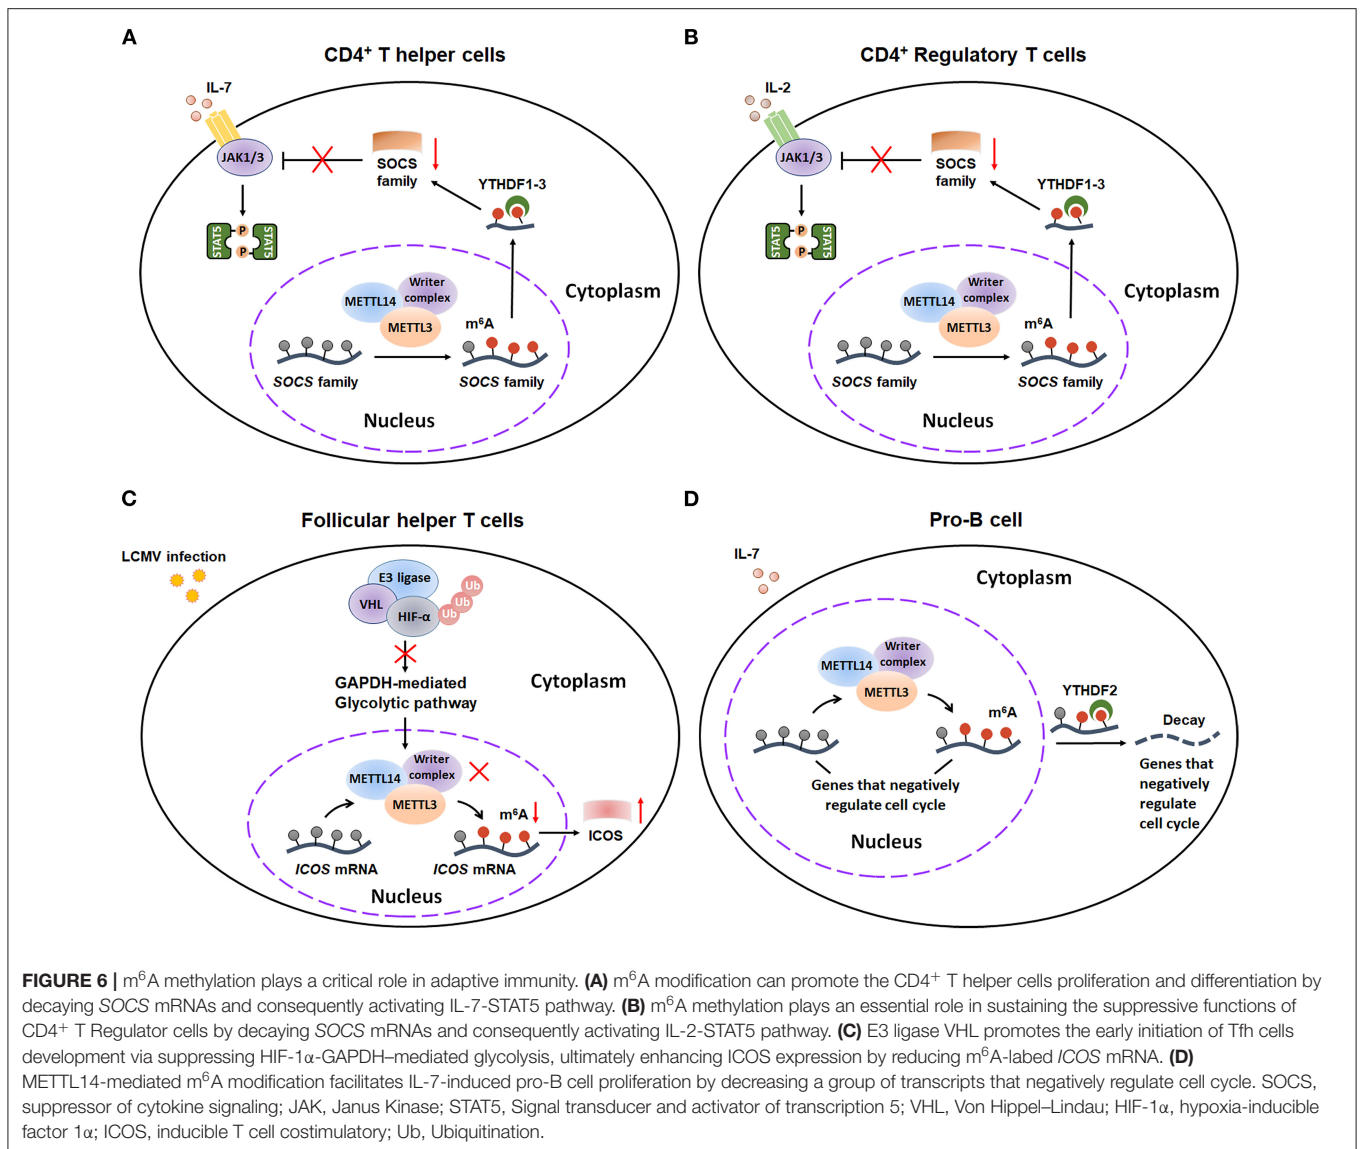 A
CD4⁺ T helper cells
IL-7
JAK1/3
SOCS
family
YTHDF1-3
STAT5
P
P
STAT5
Cytoplasm
METTL14
Writer
complex
METTL3
m⁶A
SOCS family
SOCS family
Nucleus
B
CD4⁺ Regulatory T cells
IL-2
JAK1/3
SOCS
family
YTHDF1-3
STAT5
P
P
STAT5
Cytoplasm
METTL14
Writer
complex
METTL3
m⁶A
SOCS family
SOCS family
Nucleus
C
Follicular helper T cells
LCMV infection
E3 ligase
VHL
HIF-α
Ub
Ub
Ub
GAPDH-mediated
Glycolytic pathway
Cytoplasm
METTL14
Writer
complex
METTL3
m⁶A
ICOS
ICOS mRNA
ICOS mRNA
Nucleus
D
Pro-B cell
IL-7
Cytoplasm
METTL14
Writer
complex
METTL3
m⁶A
YTHDF2
Decay
Genes that negatively
regulate cell cycle
Genes that
negatively
regulate
cell cycle
Nucleus
FIGURE 6 | m⁶A methylation plays a critical role in adaptive immunity. (A) m⁶A modification can promote the CD4⁺ T helper cells proliferation and differentiation by
decaying SOCS mRNAs and consequently activating IL-7-STAT5 pathway. (B) m⁶A methylation plays an essential role in sustaining the suppressive functions of
CD4⁺ T Regulator cells by decaying SOCS mRNAs and consequently activating IL-2-STAT5 pathway. (C) E3 ligase VHL promotes the early initiation of Tfh cells
development via suppressing HIF-1α-GAPDH–mediated glycolysis, ultimately enhancing ICOS expression by reducing m⁶A-labed ICOS mRNA. (D)
METTL14-mediated m⁶A modification facilitates IL-7-induced pro-B cell proliferation by decreasing a group of transcripts that negatively regulate cell cycle. SOCS,
suppressor of cytokine signaling; JAK, Janus Kinase; STAT5, Signal transducer and activator of transcription 5; VHL, Von Hippel–Lindau; HIF-1α, hypoxia-inducible
factor 1α; ICOS, inducible T cell costimulatory; Ub, Ubiquitination.